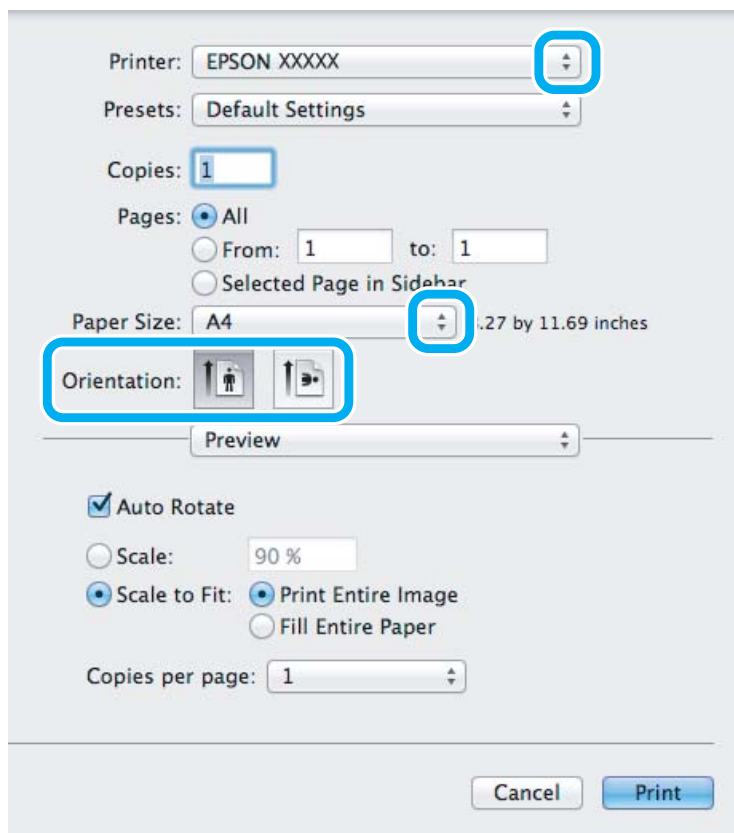 Printer: EPSON XXXXX
Presets: Default Settings
Copies: 1
Pages: All
From: 1 to: 1
Selected Page in Sidebar
Paper Size: A4 .27 by 11.69 inches
Orientation:
Preview
Auto Rotate
Scale: 90 %
Scale to Fit: Print Entire Image
Fill Entire Paper
Copies per page: 1
Cancel Print